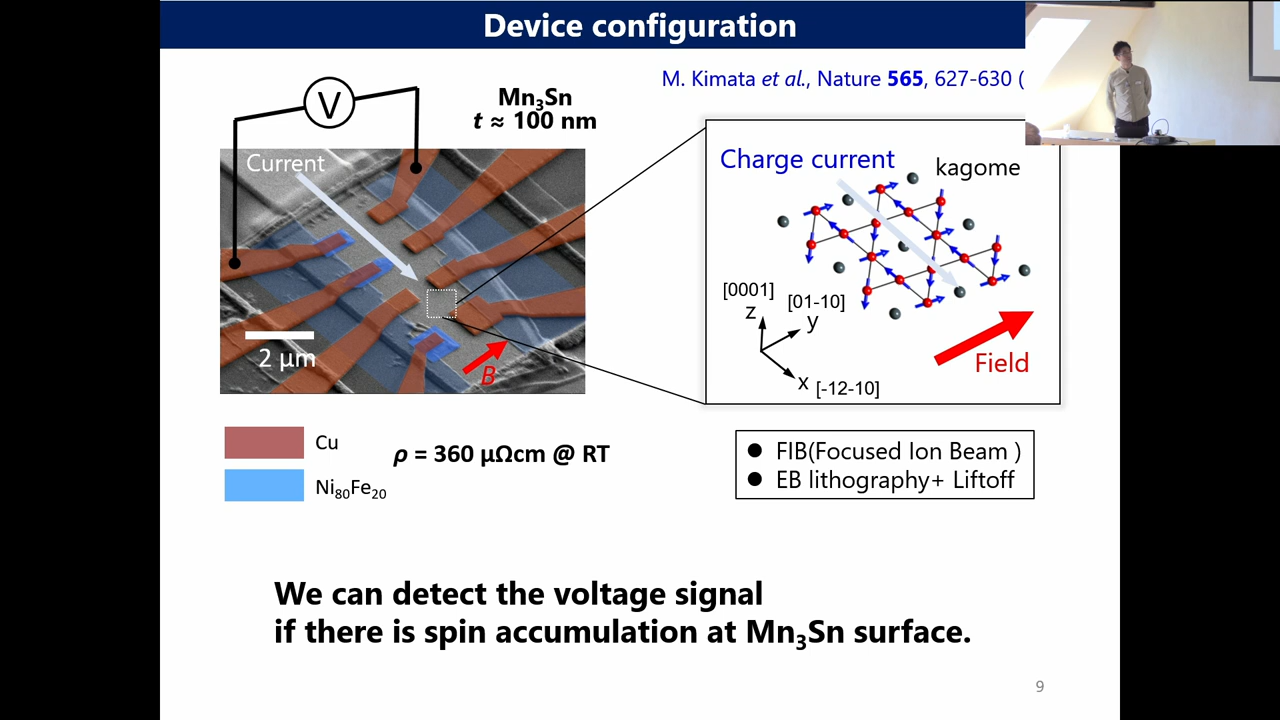 Device configuration
M. Kimata et al., Nature 565, 627-630 (
V
Mn₃Sn
t ≈ 100 nm
Current
2 μm
B
Charge current
kagome
[0001]
z
[01-10]
y
x [-12-10]
Field
Cu
Ni₈₀Fe₂₀
ρ = 360 μΩcm @ RT
● FIB(Focused Ion Beam )
● EB lithography+ Liftoff
We can detect the voltage signal
if there is spin accumulation at Mn₃Sn surface.
9